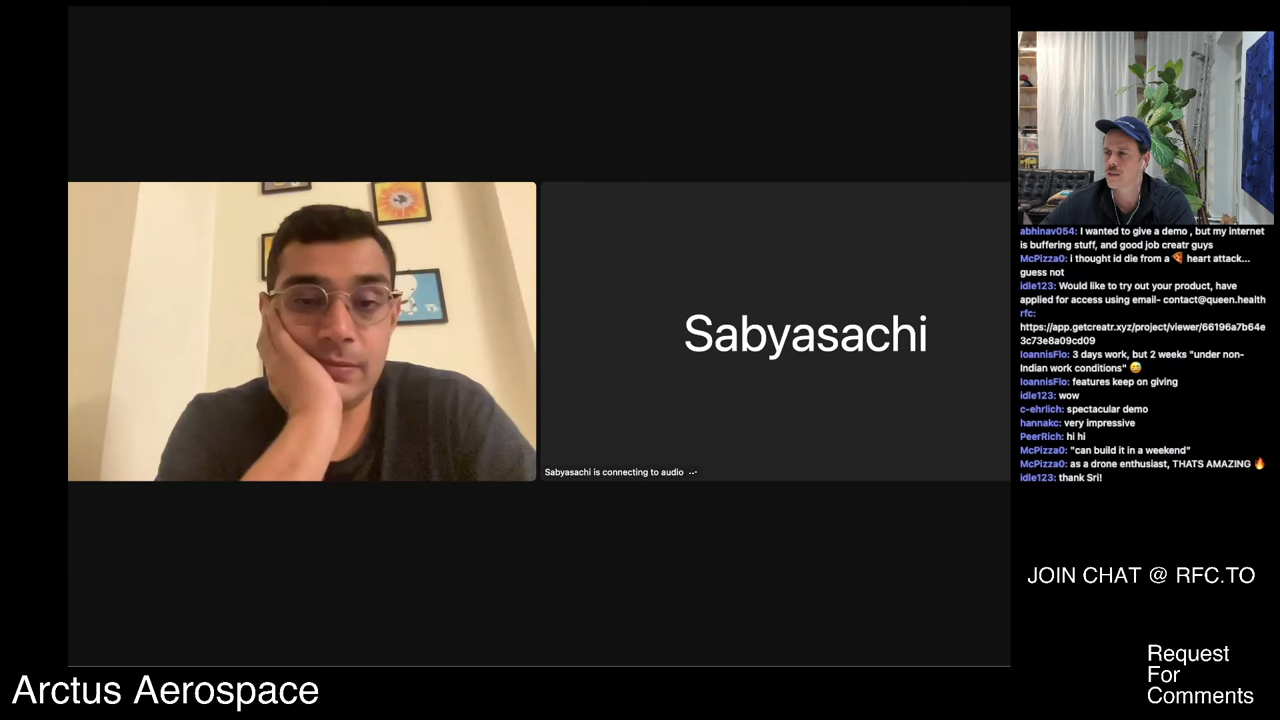 Sabyasachi
Sabyasachi is connecting to audio
abhinav054: I wanted to give a demo , but my internet
is buffering stuff, and good job creatr guys
McPizza0: i thought id die from a 🍕 heart attack...
guess not
idle123: Would like to try out your product, have
applied for access using email- contact@queen.health
rfc:
https://app.getcreatr.xyz/project/viewer/66196a7b64e
3c73e8a09cd09
IoannisFlo: 3 days work, but 2 weeks "under non-
Indian work conditions" 😅
IoannisFlo: features keep on giving
idle123: wow
c-ehrlich: spectacular demo
hannakc: very impressive
PeerRich: hi hi
McPizza0: "can build it in a weekend"
McPizza0: as a drone enthusiast, THATS AMAZING 🔥
idle123: thank Sri!
JOIN CHAT @ RFC.TO
Request
For
Comments
Arctus Aerospace